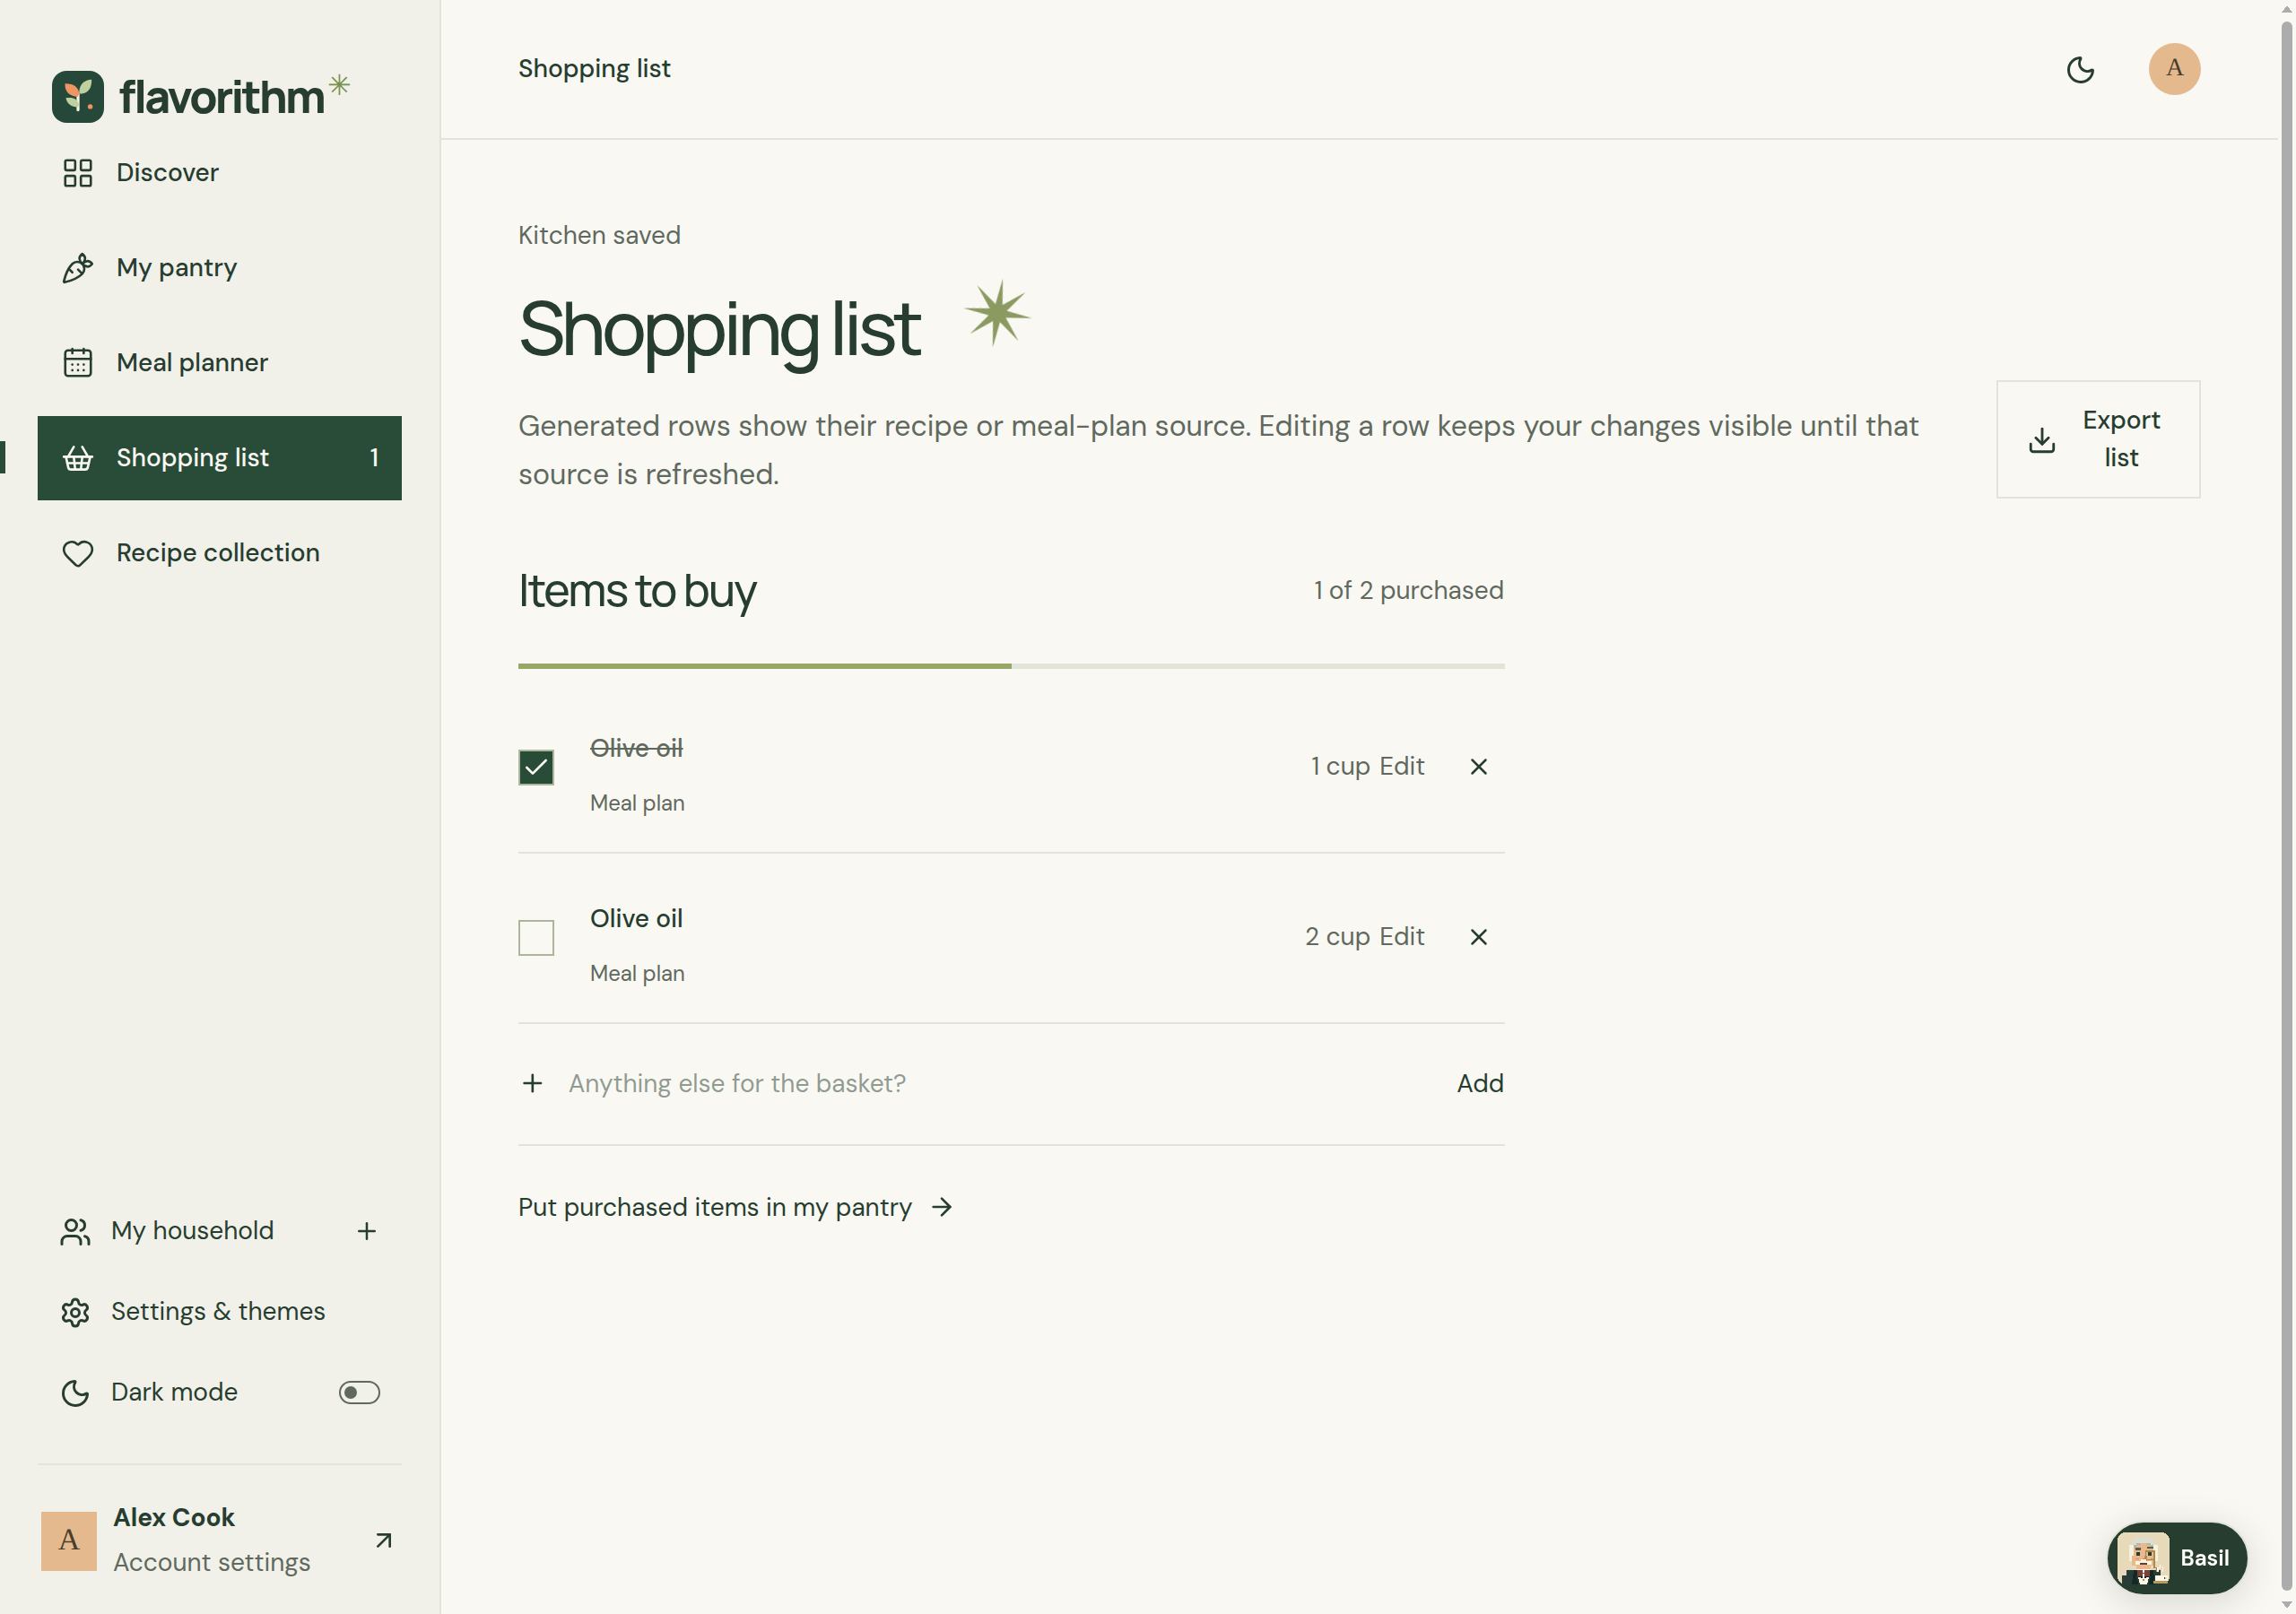 flavorithm
Discover
My pantry
Meal planner
Shopping list 1
Recipe collection
My household
Settings & themes
Dark mode
A
Alex Cook
Account settings
Shopping list
A
Kitchen saved
Shopping list
Generated rows show their recipe or meal-plan source. Editing a row keeps your changes visible until that
source is refreshed.
Export
list
Items to buy
1 of 2 purchased
Olive oil
Meal plan
1 cup Edit
Olive oil
Meal plan
2 cup Edit
Anything else for the basket?
Add
Put purchased items in my pantry
Basil